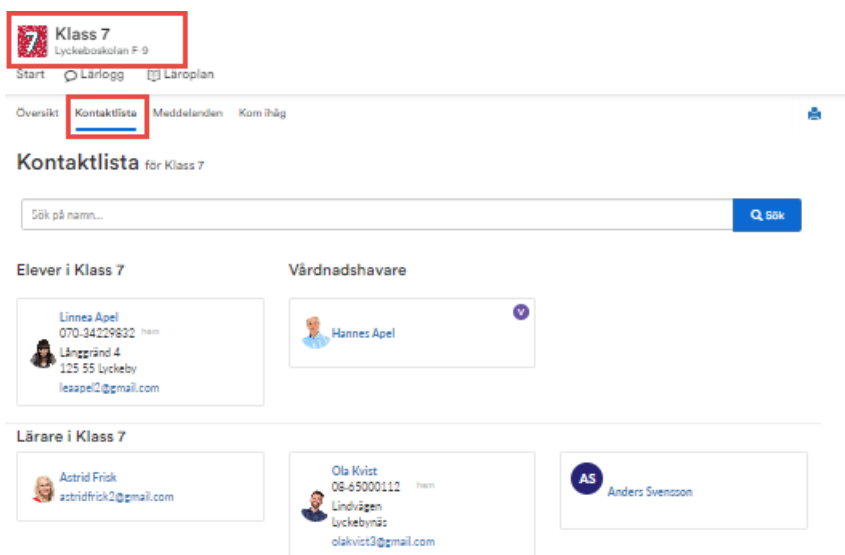 7
Klass 7
Lyckeboskolan F-9
Start Lärlogg Läroplan
Översikt Kontaktlista Meddelanden Kom ihåg
Kontaktlista för Klass 7
Sök på namn...
Sök
Elever i Klass 7
Vårdnadshavare
Linnea Apel
070-34229832 hem
Långgränd 4
125 55 Lyckeby
leaapel2@gmail.com
V
Hannes Apel
Lärare i Klass 7
Astrid Frisk
astridfrisk2@gmail.com
Ola Kvist
08-65000112 hem
Lindvägen
Lyckebynäs
olakvist3@gmail.com
AS
Anders Svensson